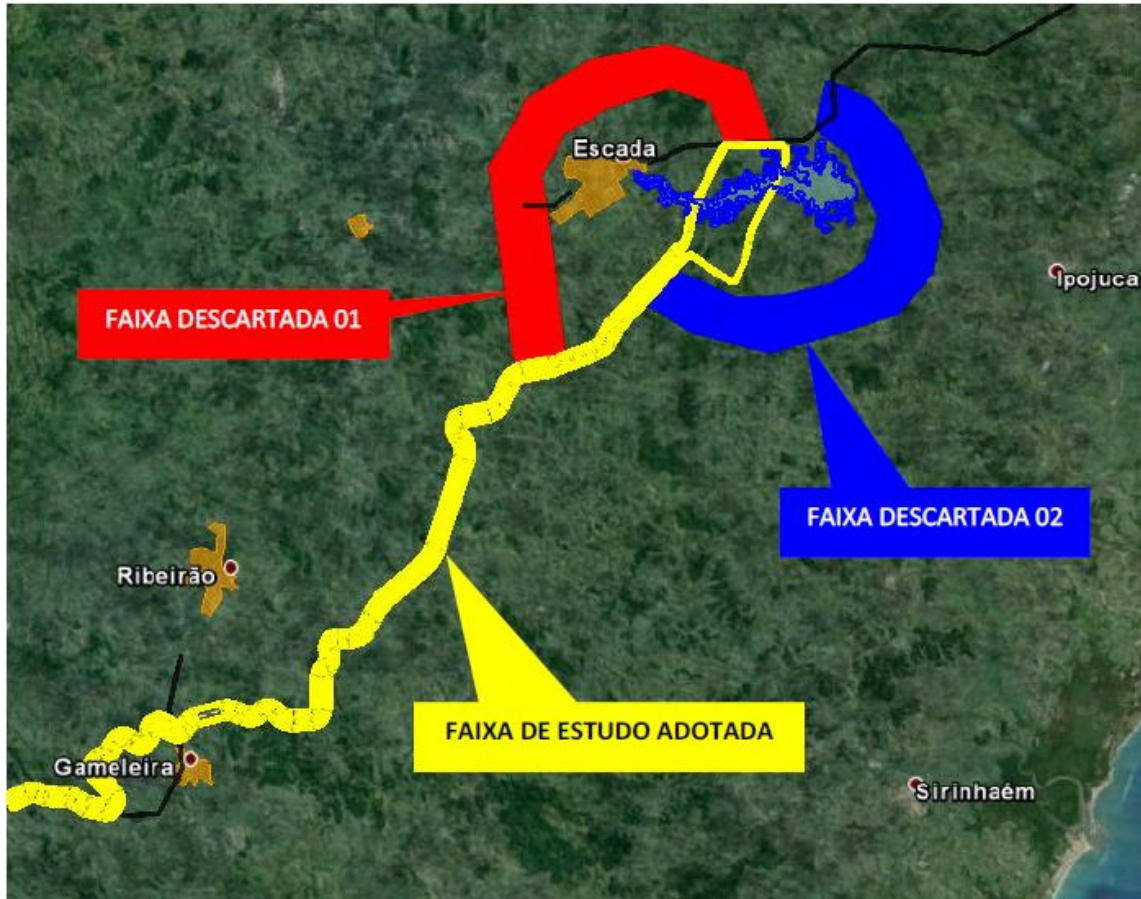 Escada
Ipojuca
FAIXA DESCARTADA 01
FAIXA DESCARTADA 02
Ribeirão
FAIXA DE ESTUDO ADOTADA
Gameleira
Sirinhaém